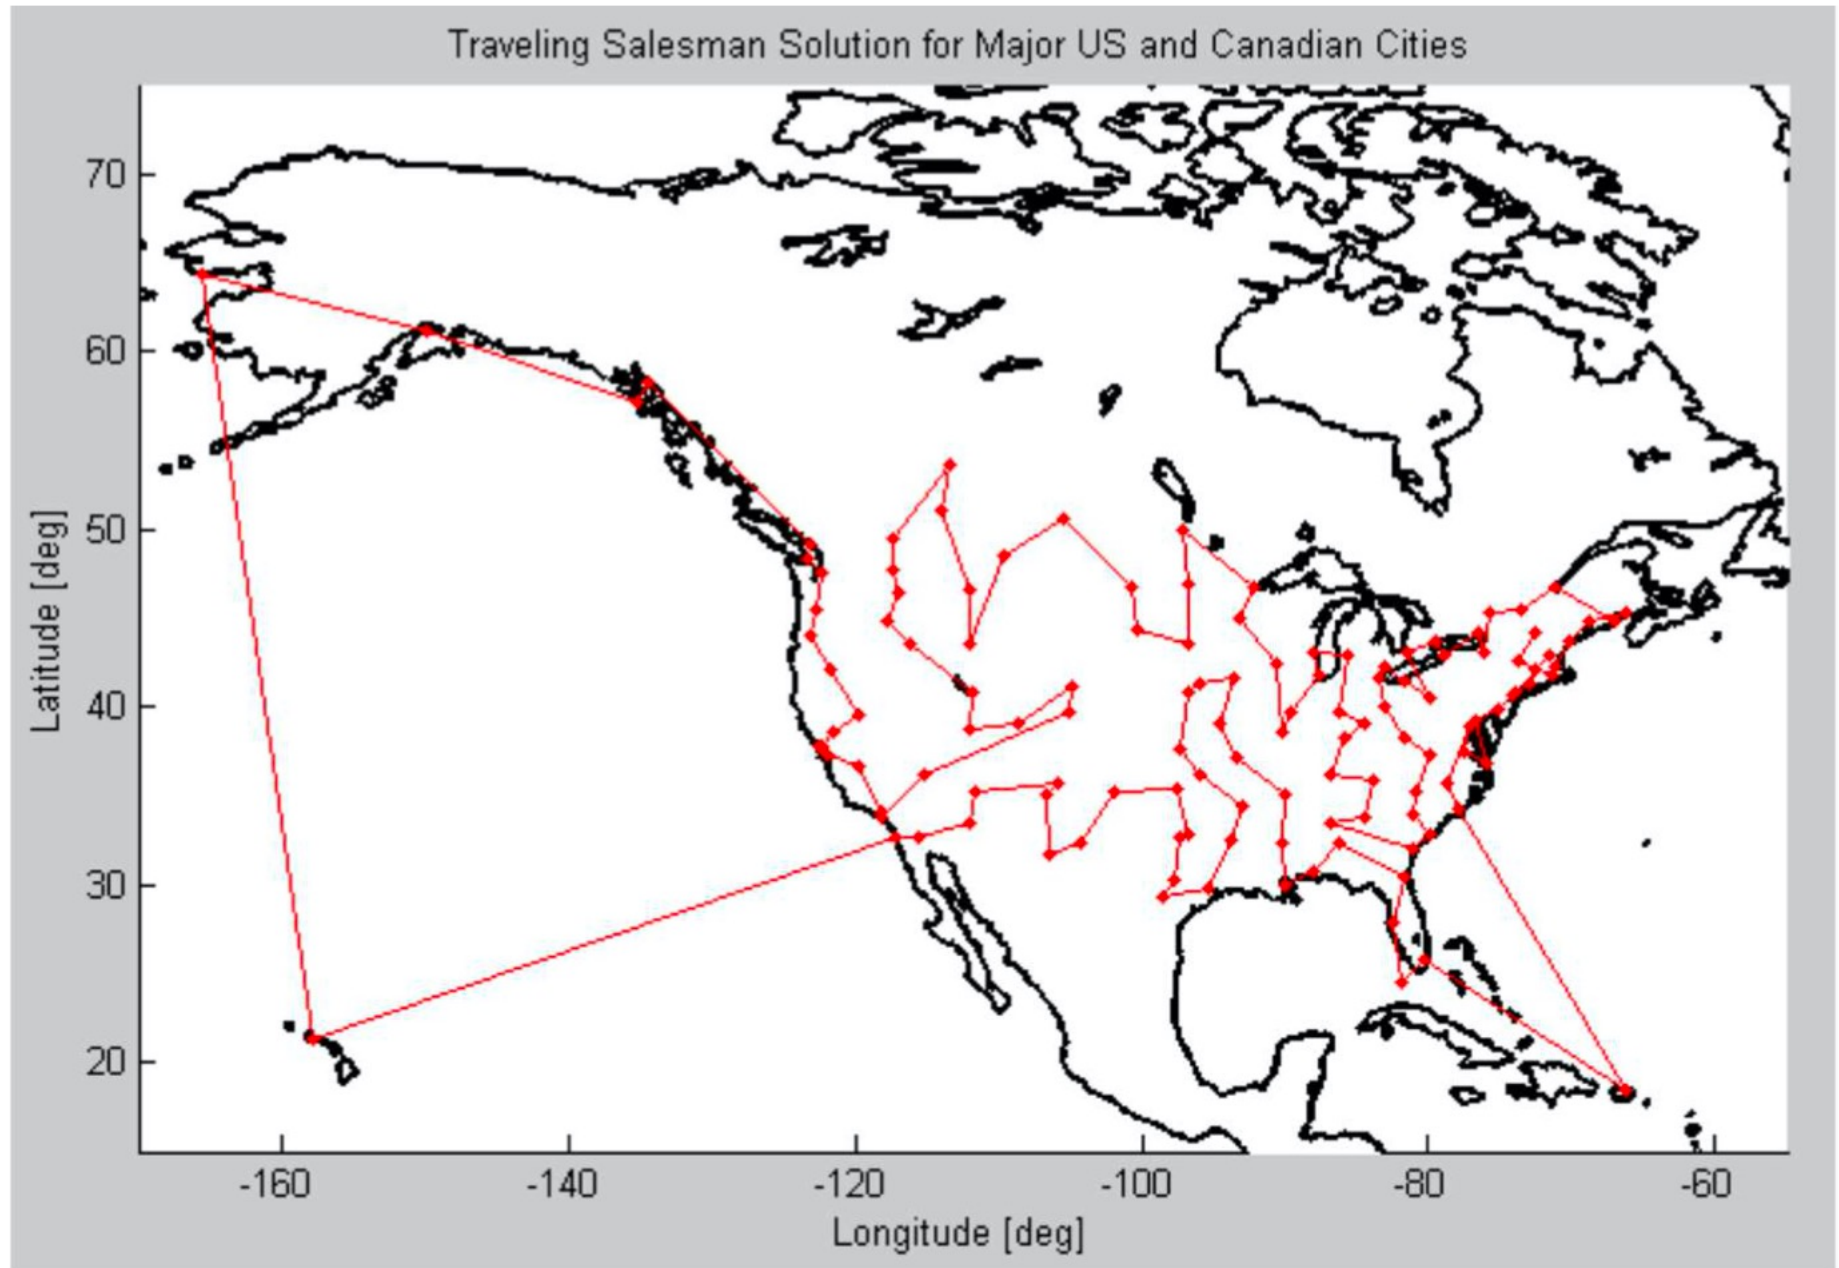 Traveling Salesman Solution for Major US and Canadian Cities
70
60
50
40
30
20
Latitude [deg]
-160 -140 -120 -100 -80 -60
Longitude [deg]